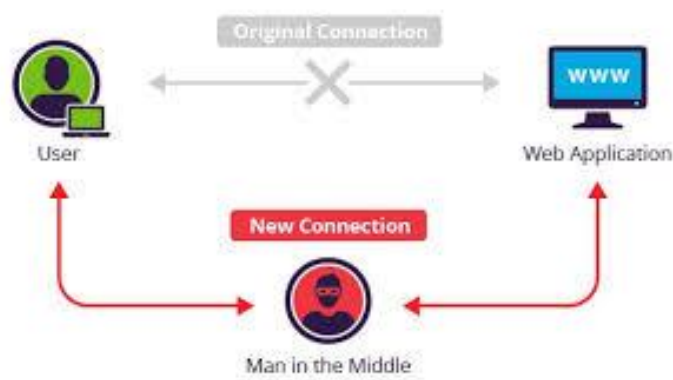 Original Connection
www
User
Web Application
New Connection
Man in the Middle